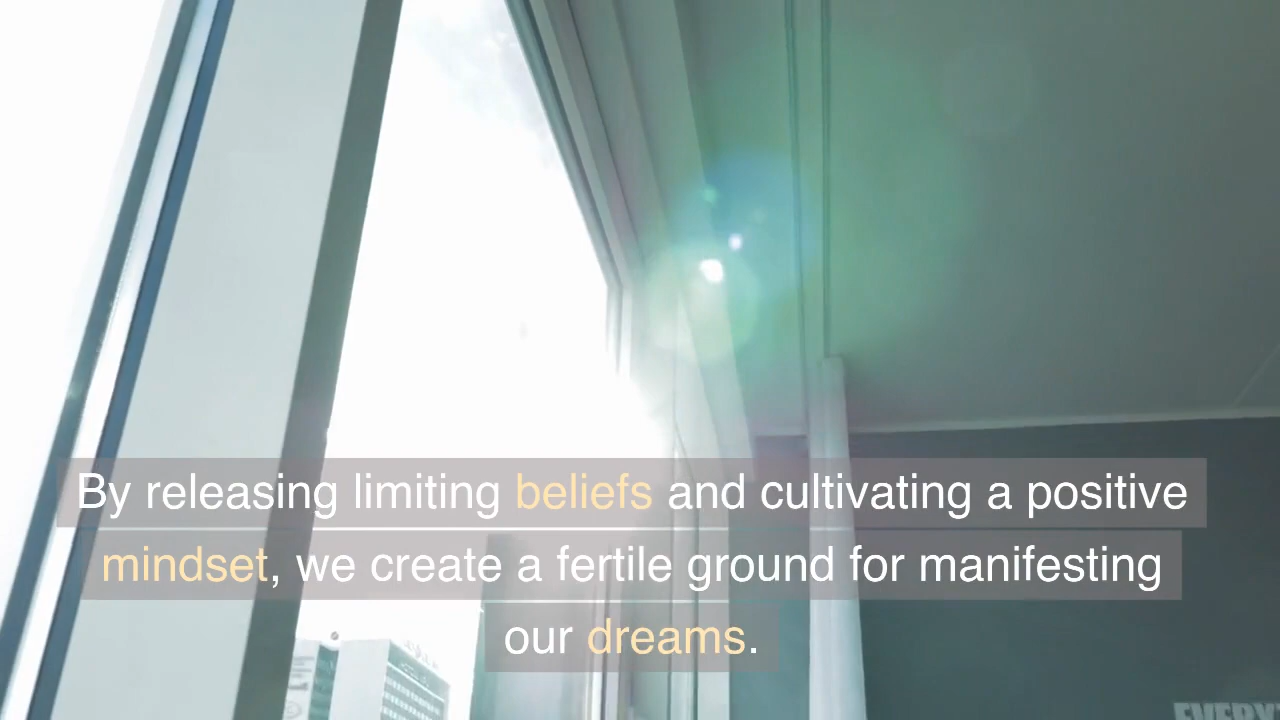 By releasing limiting beliefs and cultivating a positive
mindset, we create a fertile ground for manifesting
our dreams.